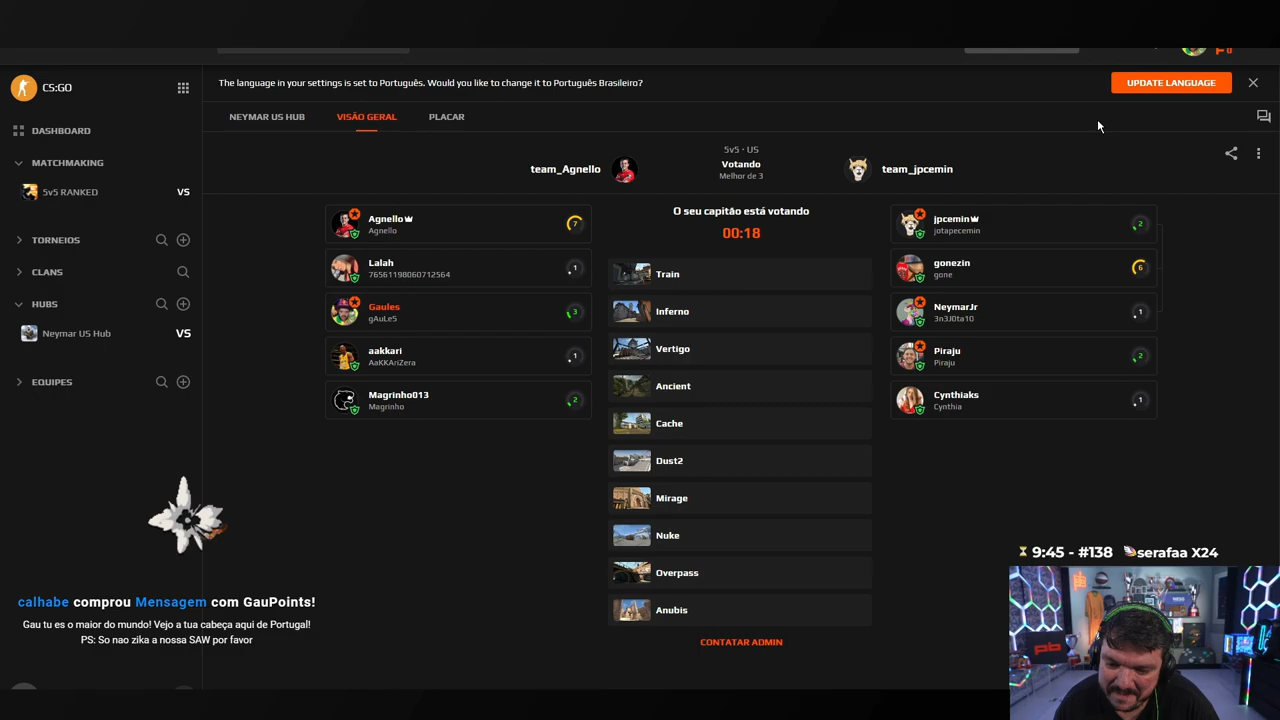 CS:GO
DASHBOARD
MATCHMAKING
5v5 RANKED VS
TORNEIOS
CLANS
HUBS
Neymar US Hub VS
EQUIPES
The language in your settings is set to Português. Would you like to change it to Português Brasileiro?
UPDATE LANGUAGE
NEYMAR US HUB VISÃO GERAL PLACAR
team_Agnello
5v5 · US
Votando
Melhor de 3
team_jpcemin
Agnello
Agnello
7
Lalah
76561198060712564
1
Gaules
gAuLe5
3
aakkari
AaKKAriZera
1
Magrinho013
Magrinho
2
O seu capitão está votando
00:18
Train
Inferno
Vertigo
Ancient
Cache
Dust2
Mirage
Nuke
Overpass
Anubis
CONTATAR ADMIN
jpcemin
jotapecemin
2
gonezin
gone
6
NeymarJr
3n3J0ta10
1
Piraju
Piraju
2
Cynthiaks
Cynthia
1
calhabe comprou Mensagem com GauPoints!
Gau tu es o maior do mundo! Vejo a tua cabeça aqui de Portugal!
PS: So nao zika a nossa SAW por favor
9:45 - #138 serafaa X24